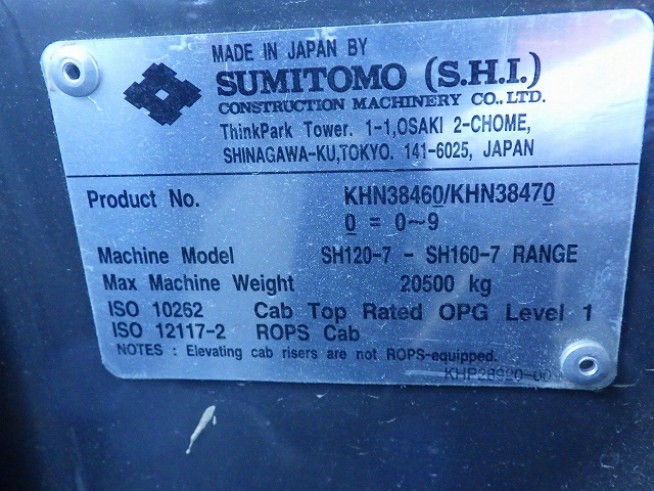 MADE IN JAPAN BY
SUMITOMO (S.H.I.)
CONSTRUCTION MACHINERY CO., LTD.
ThinkPark Tower. 1-1,OSAKI 2-CHOME,
SHINAGAWA-KU,TOKYO. 141-6025, JAPAN
Product No. KHN38460/KHN38470
0 = 0~9
Machine Model SH120-7 - SH160-7 RANGE
Max Machine Weight 20500 kg
ISO 10262 Cab Top Rated OPG Level 1
ISO 12117-2 ROPS Cab
NOTES : Elevating cab risers are not ROPS-equipped.
KHP28920-00